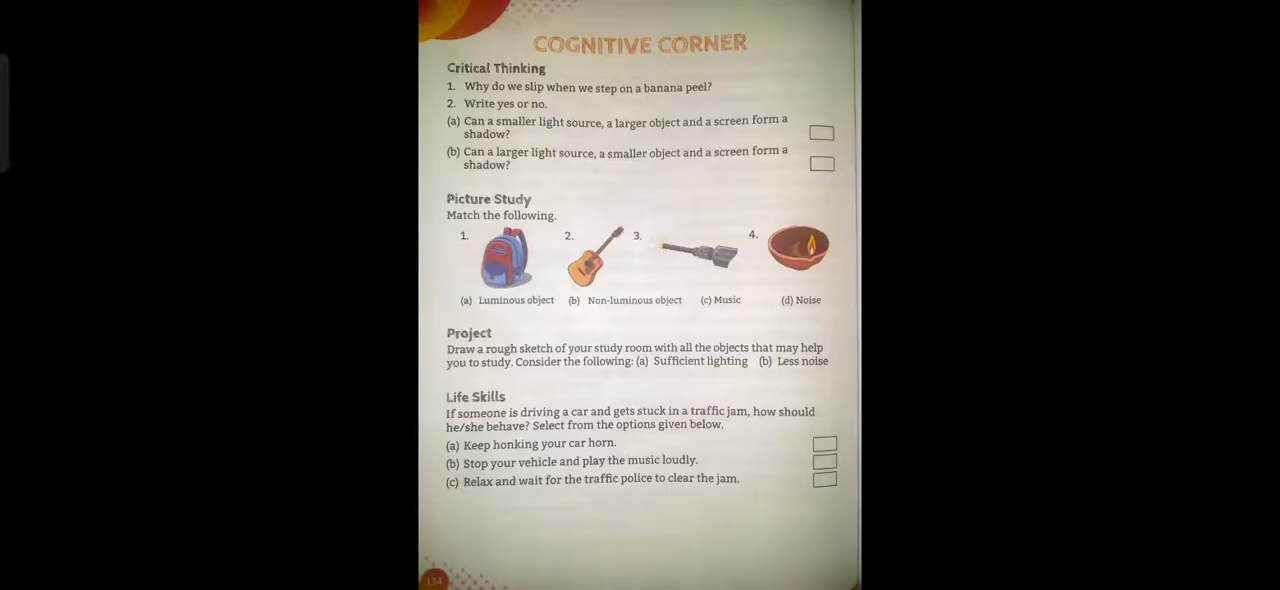 COGNITIVE CORNER
Critical Thinking
1. Why do we slip when we step on a banana peel?
2. Write yes or no.
(a) Can a smaller light source, a larger object and a screen form a
shadow?
(b) Can a larger light source, a smaller object and a screen form a
shadow?
Picture Study
Match the following.
1. 2. 3. 4.
(a) Luminous object (b) Non-luminous object (c) Music (d) Noise
Project
Draw a rough sketch of your study room with all the objects that may help
you to study. Consider the following: (a) Sufficient lighting (b) Less noise
Life Skills
If someone is driving a car and gets stuck in a traffic jam, how should
he/she behave? Select from the options given below.
(a) Keep honking your car horn.
(b) Stop your vehicle and play the music loudly.
(c) Relax and wait for the traffic police to clear the jam.
134